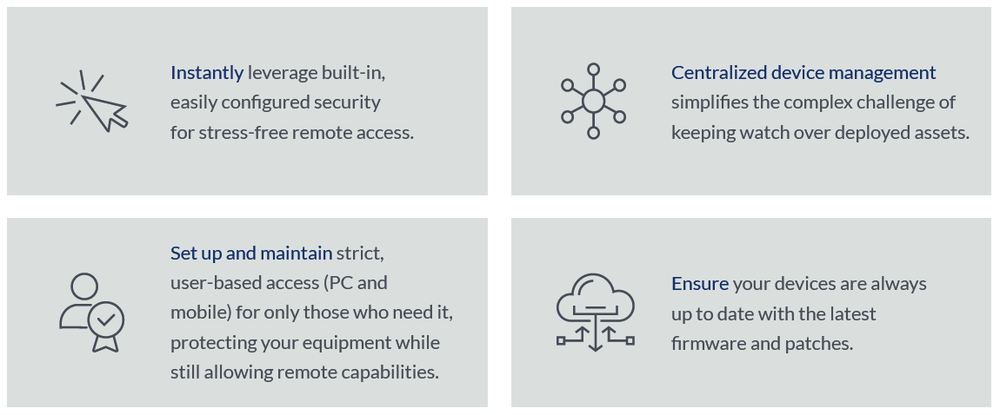 Instantly leverage built-in,
easily configured security
for stress-free remote access.
Centralized device management
simplifies the complex challenge of
keeping watch over deployed assets.
Set up and maintain strict,
user-based access (PC and
mobile) for only those who need it,
protecting your equipment while
still allowing remote capabilities.
Ensure your devices are always
up to date with the latest
firmware and patches.